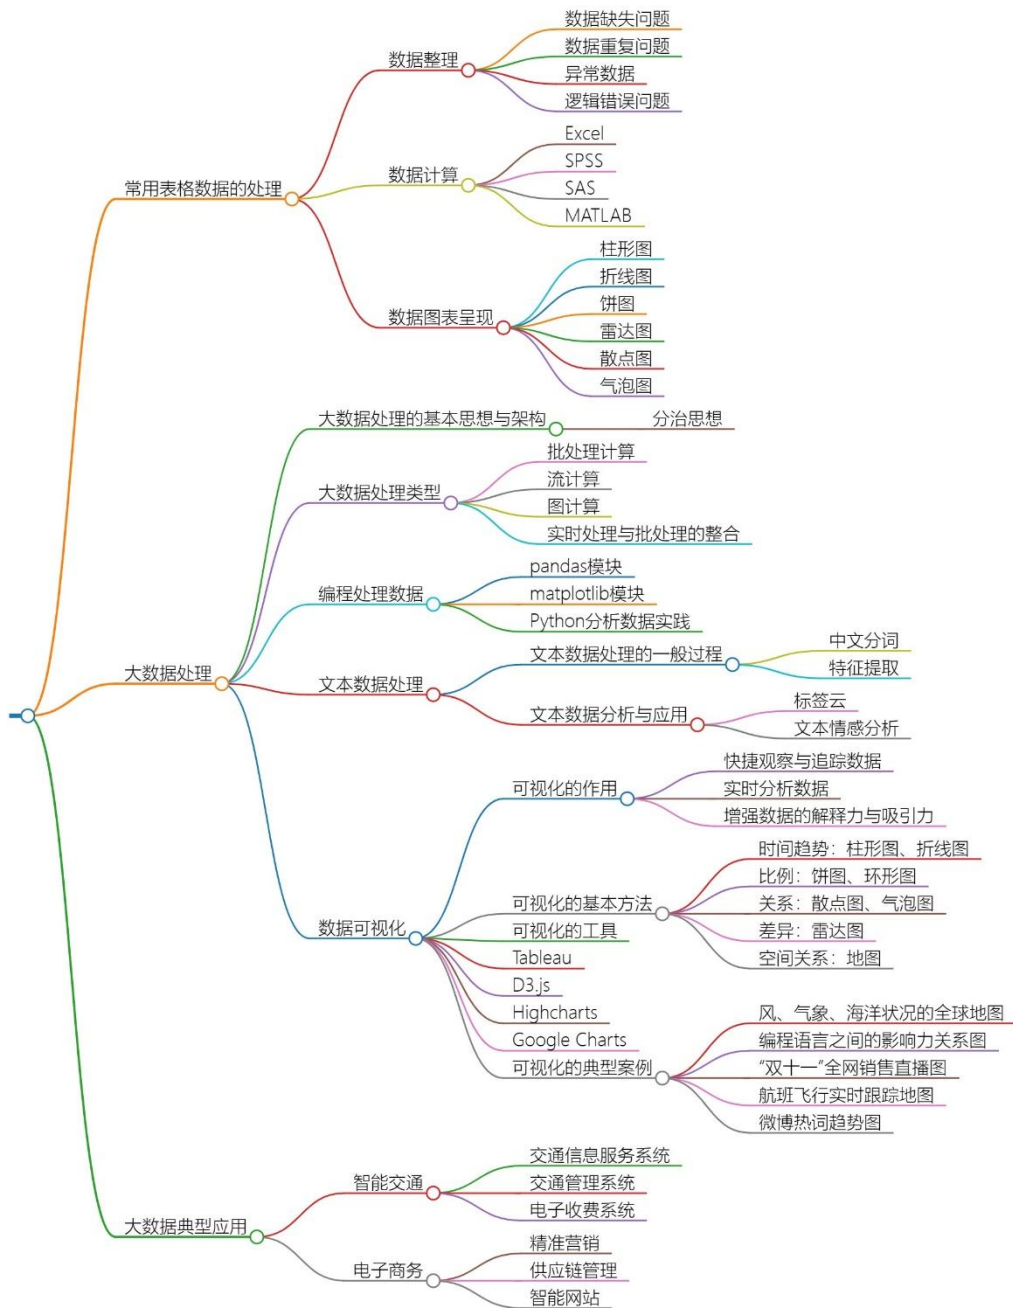 数据缺失问题
数据整理
数据重复问题
异常数据
逻辑错误问题
Excel
数据计算
SPSS
常用表格数据的处理
SAS
MATLAB
柱形图
折线图
数据图表呈现
饼图
雷达图
散点图
气泡图
大数据处理的基本思想与架构
分治思想
批处理计算
大数据处理类型
流计算
图计算
实时处理与批处理的整合
pandas模块
编程处理数据
matplotlib模块
Python分析数据实践
大数据处理
文本数据处理
文本数据处理的一般过程
中文分词
特征提取
文本数据分析与应用
标签云
文本情感分析
可视化的作用
快捷观察与追踪数据
实时分析数据
增强数据的解释力与吸引力
数据可视化
可视化的基本方法
时间趋势：柱形图、折线图
比例：饼图、环形图
关系：散点图、气泡图
差异：雷达图
空间关系：地图
可视化的工具
Tableau
D3.js
Highcharts
Google Charts
可视化的典型案例
风、气象、海洋状况的全球地图
编程语言之间的影响力关系图
“双十一”全网销售直播图
航班飞行实时跟踪地图
微博热词趋势图
大数据典型应用
智能交通
交通信息服务系统
交通管理系统
电子收费系统
电子商务
精准营销
供应链管理
智能网站